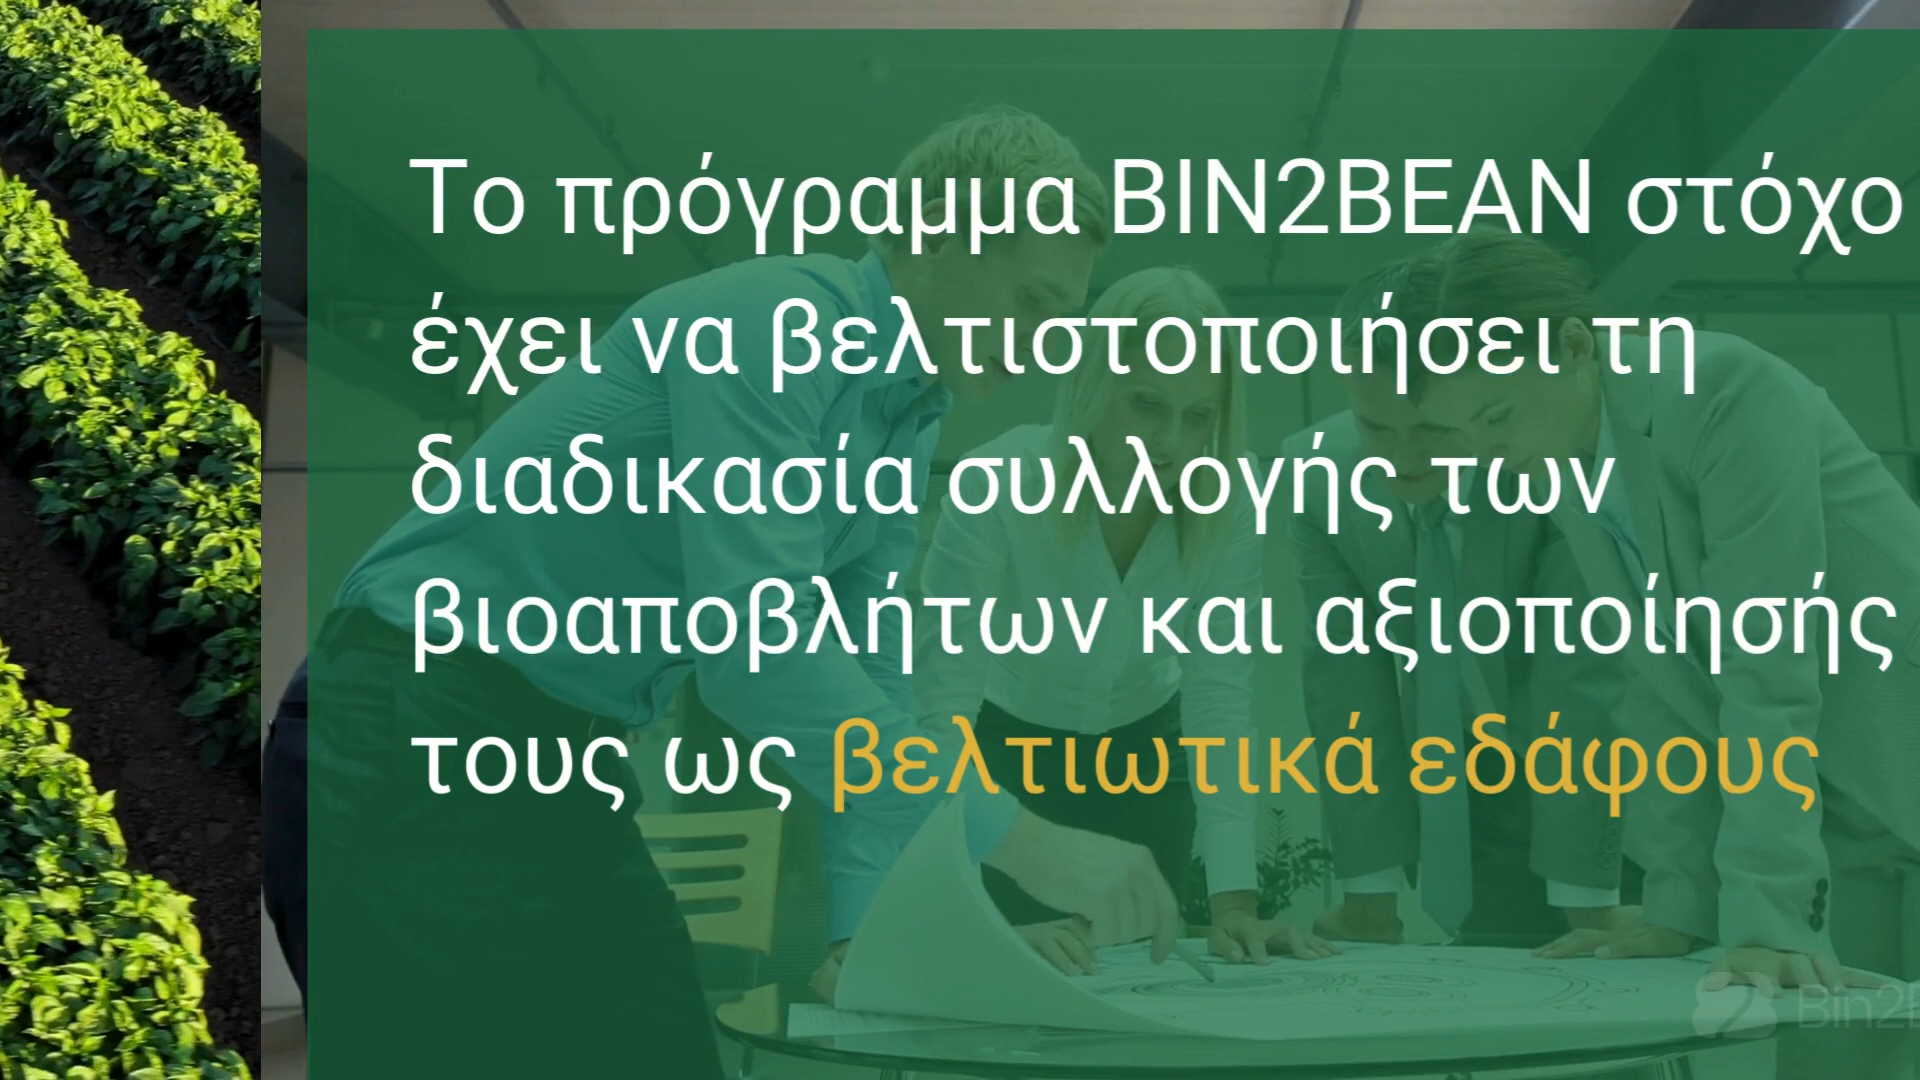 Το πρόγραμμα BIN2BEAN στόχο
έχει να βελτιστοποιήσει τη
διαδικασία συλλογής των
βιοαποβλήτων και αξιοποίησής
τους ως βελτιωτικά εδάφους